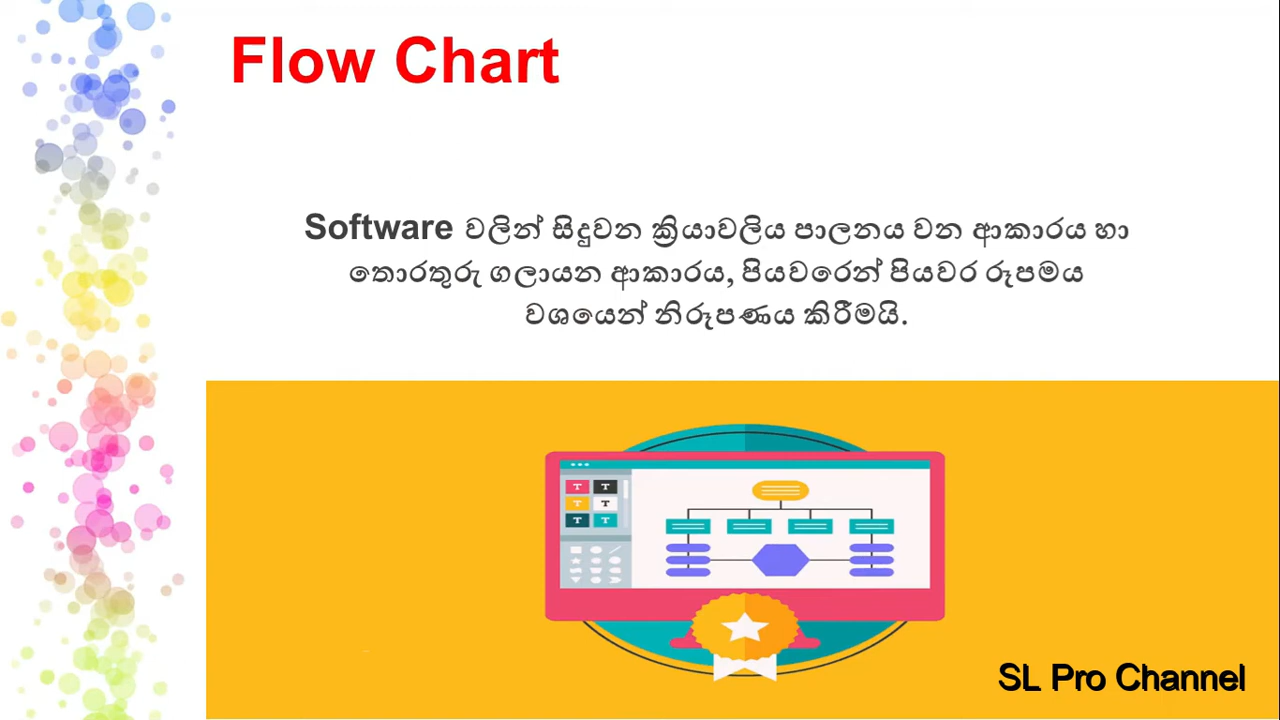 Flow Chart
Software වලින් සිදුවන ක්‍රියාවලිය පාලනය වන ආකාරය හා
තොරතුරු ගලායන ආකාරය, පියවරෙන් පියවර රූපමය
වශයෙන් නිරූපණය කිරීමයි.
T T
T T
T T
SL Pro Channel